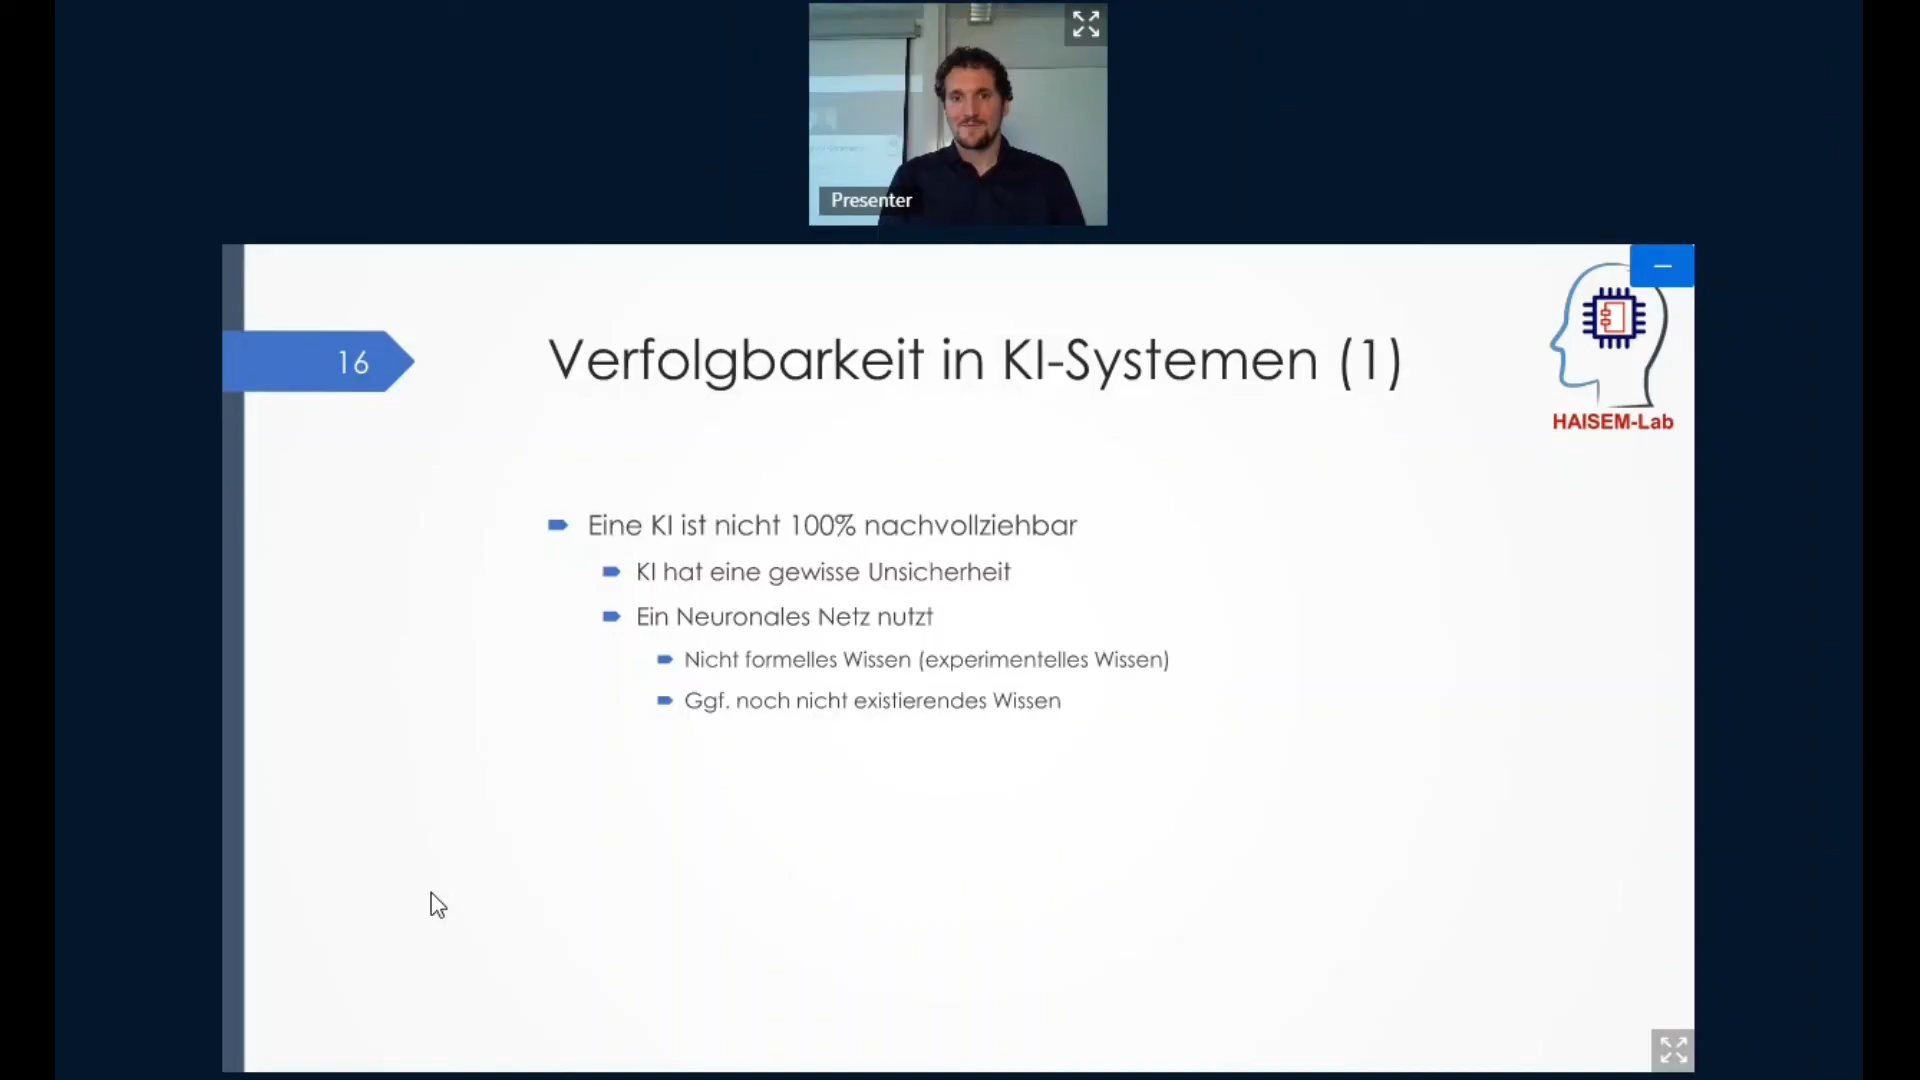 Presenter
16
Verfolgbarkeit in KI-Systemen (1)
HAISEM-Lab
Eine KI ist nicht 100% nachvollziehbar
KI hat eine gewisse Unsicherheit
Ein Neuronales Netz nutzt
Nicht formelles Wissen (experimentelles Wissen)
Ggf. noch nicht existierendes Wissen